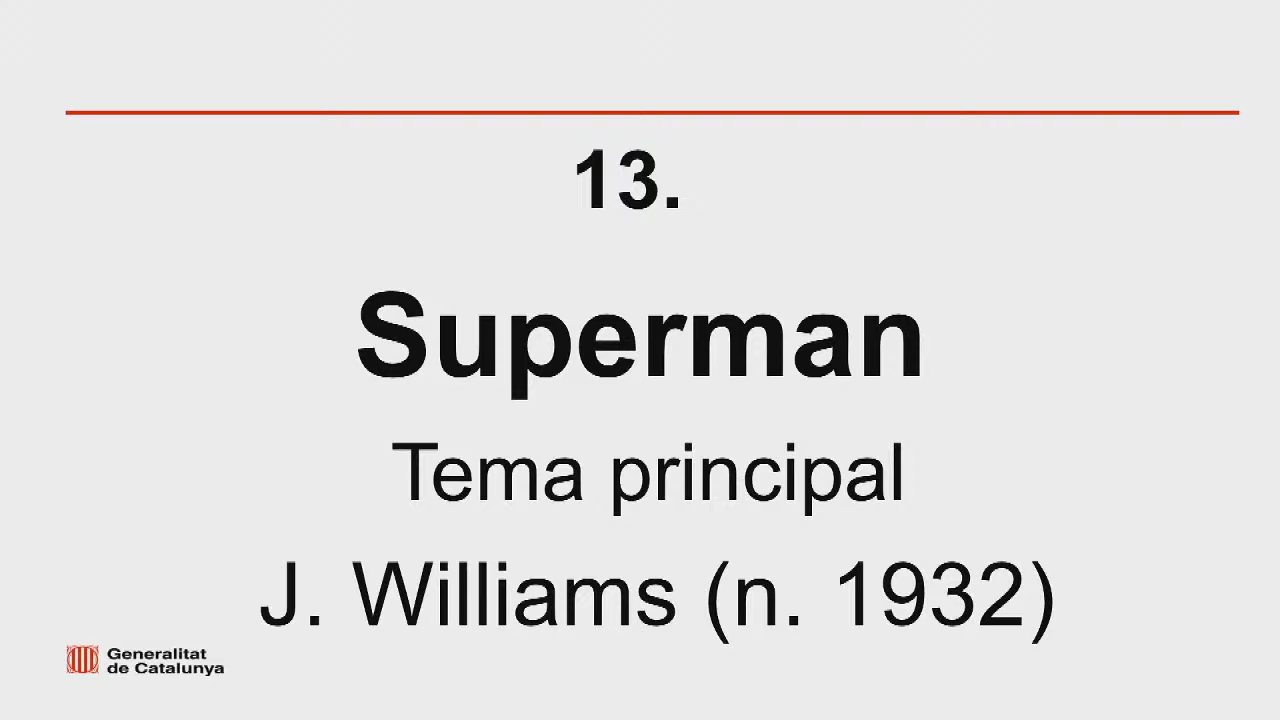 13.
Superman
Tema principal
J. Williams (n. 1932)
Generalitat
de Catalunya